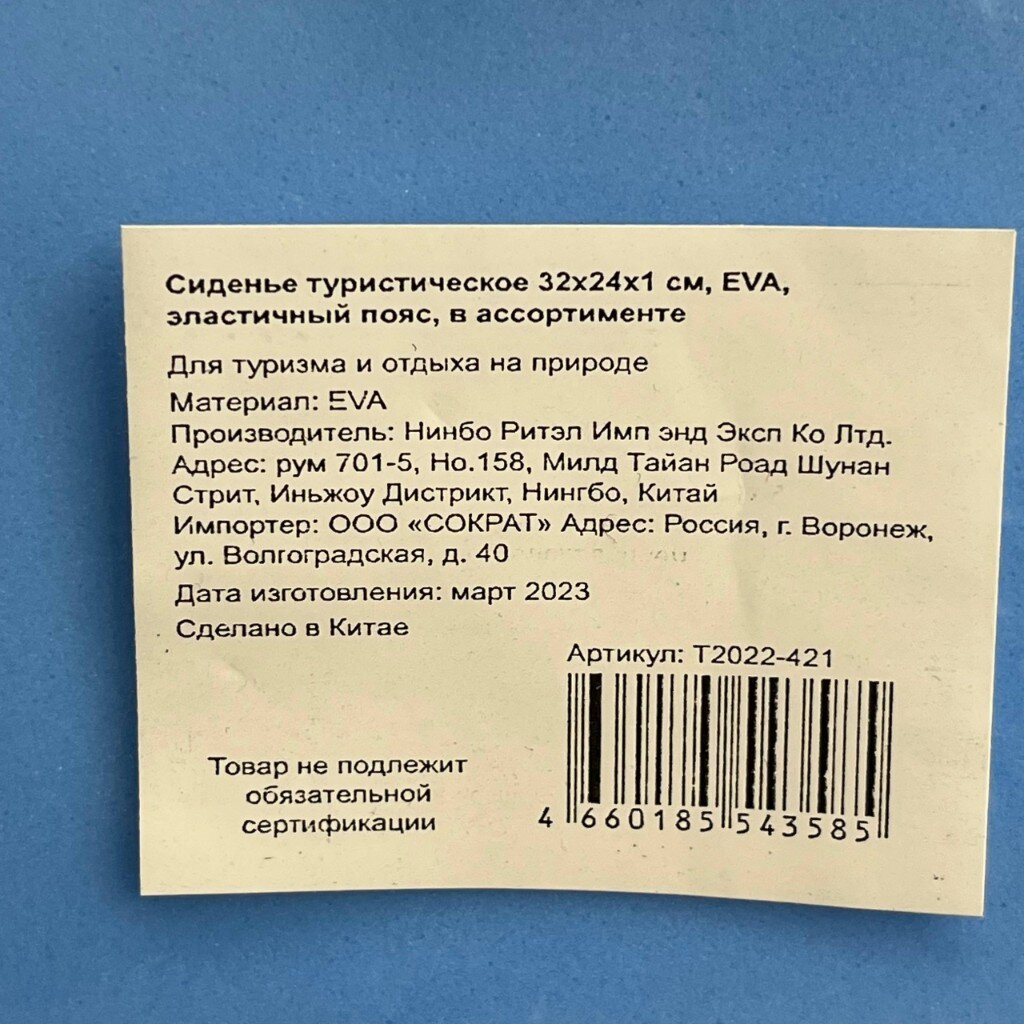 Сиденье туристическое 32х24х1 см, EVA,
эластичный пояс, в ассортименте
Для туризма и отдыха на природе
Материал: EVA
Производитель: Нинбо Ритэл Имп энд Эксп Ко Лтд.
Адрес: рум 701-5, Но.158, Милд Тайан Роад Шунан
Стрит, Иньжоу Дистрикт, Нингбо, Китай
Импортер: ООО «СОКРАТ» Адрес: Россия, г. Воронеж,
ул. Волгоградская, д. 40
Дата изготовления: март 2023
Сделано в Китае
Артикул: Т2022-421
Товар не подлежит
обязательной
сертификации
4 660185 543585